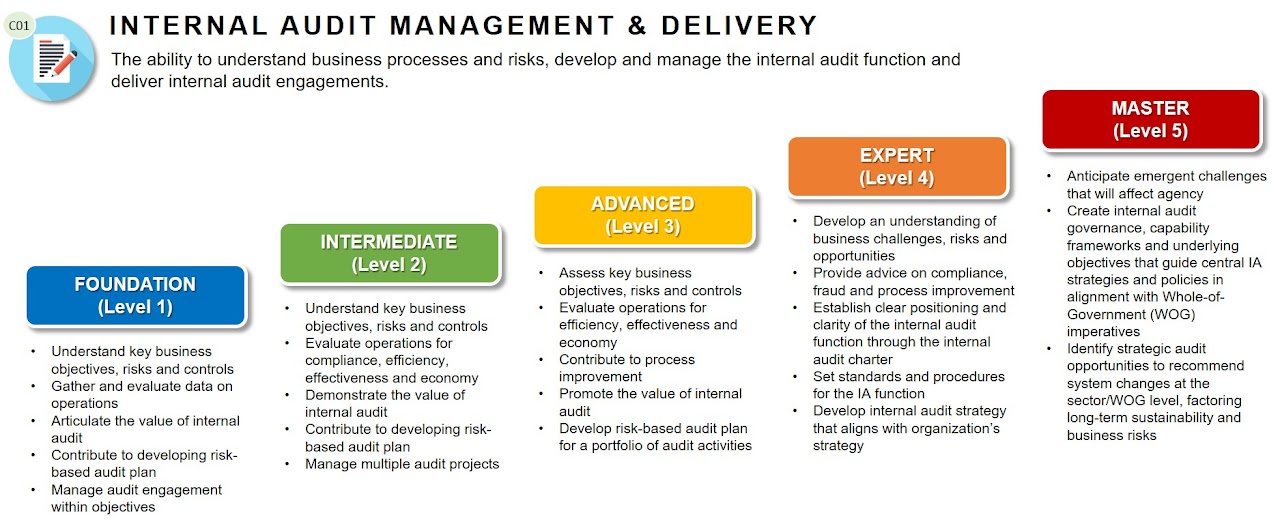 C01
INTERNAL AUDIT MANAGEMENT & DELIVERY
The ability to understand business processes and risks, develop and manage the internal audit function and
deliver internal audit engagements.
FOUNDATION
(Level 1)
• Understand key business
objectives, risks and controls
• Gather and evaluate data on
operations
• Articulate the value of internal
audit
• Contribute to developing risk-
based audit plan
• Manage audit engagement
within objectives
INTERMEDIATE
(Level 2)
• Understand key business
objectives, risks and controls
• Evaluate operations for
compliance, efficiency,
effectiveness and economy
• Demonstrate the value of
internal audit
• Contribute to developing risk-
based audit plan
• Manage multiple audit projects
ADVANCED
(Level 3)
• Assess key business
objectives, risks and controls
• Evaluate operations for
efficiency, effectiveness and
economy
• Contribute to process
improvement
• Promote the value of internal
audit
• Develop risk-based audit plan
for a portfolio of audit activities
EXPERT
(Level 4)
• Develop an understanding of
business challenges, risks and
opportunities
• Provide advice on compliance,
fraud and process improvement
• Establish clear positioning and
clarity of the internal audit
function through the internal
audit charter
• Set standards and procedures
for the IA function
• Develop internal audit strategy
that aligns with organization's
strategy
MASTER
(Level 5)
• Anticipate emergent challenges
that will affect agency
• Create internal audit
governance, capability
frameworks and underlying
objectives that guide central IA
strategies and policies in
alignment with Whole-of-
Government (WOG)
imperatives
• Identify strategic audit
opportunities to recommend
system changes at the
sector/WOG level, factoring
long-term sustainability and
business risks